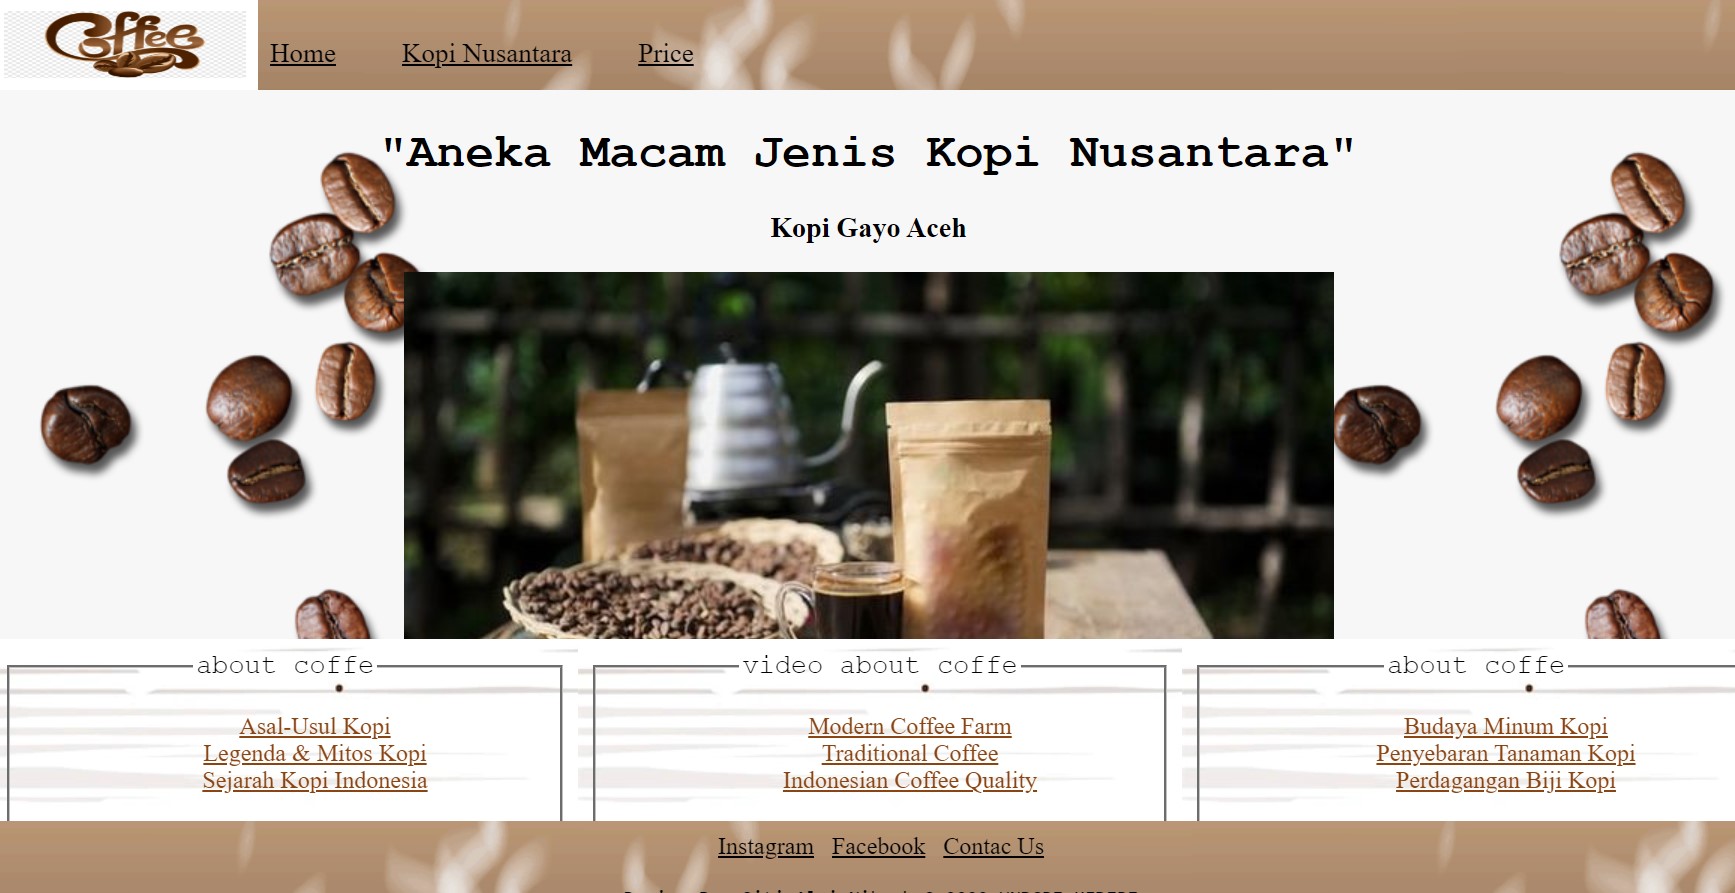 Coffee
Home Kopi Nusantara Price
"Aneka Macam Jenis Kopi Nusantara"
Kopi Gayo Aceh
about coffe
Asal-Usul Kopi
Legenda & Mitos Kopi
Sejarah Kopi Indonesia
video about coffe
Modern Coffee Farm
Traditional Coffee
Indonesian Coffee Quality
about coffe
Budaya Minum Kopi
Penyebaran Tanaman Kopi
Perdagangan Biji Kopi
Instagram Facebook Contac Us